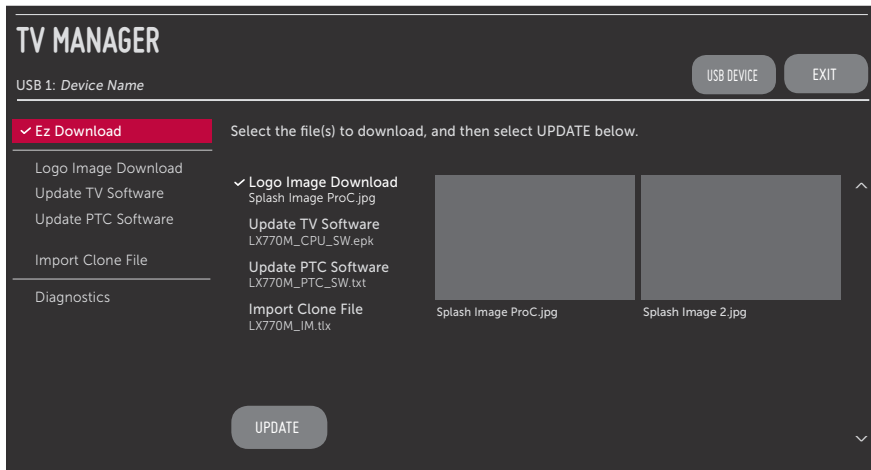 TV MANAGER
USB 1: Device Name
USB DEVICE
EXIT
Ez Download
Logo Image Download
Update TV Software
Update PTC Software
Import Clone File
Diagnostics
Select the file(s) to download, and then select UPDATE below.
Logo Image Download
Splash Image ProC.jpg
Update TV Software
LX770M_CPU_SW.epk
Update PTC Software
LX770M_PTC_SW.txt
Import Clone File
LX770M_IM.tlx
Splash Image ProC.jpg
Splash Image 2.jpg
UPDATE